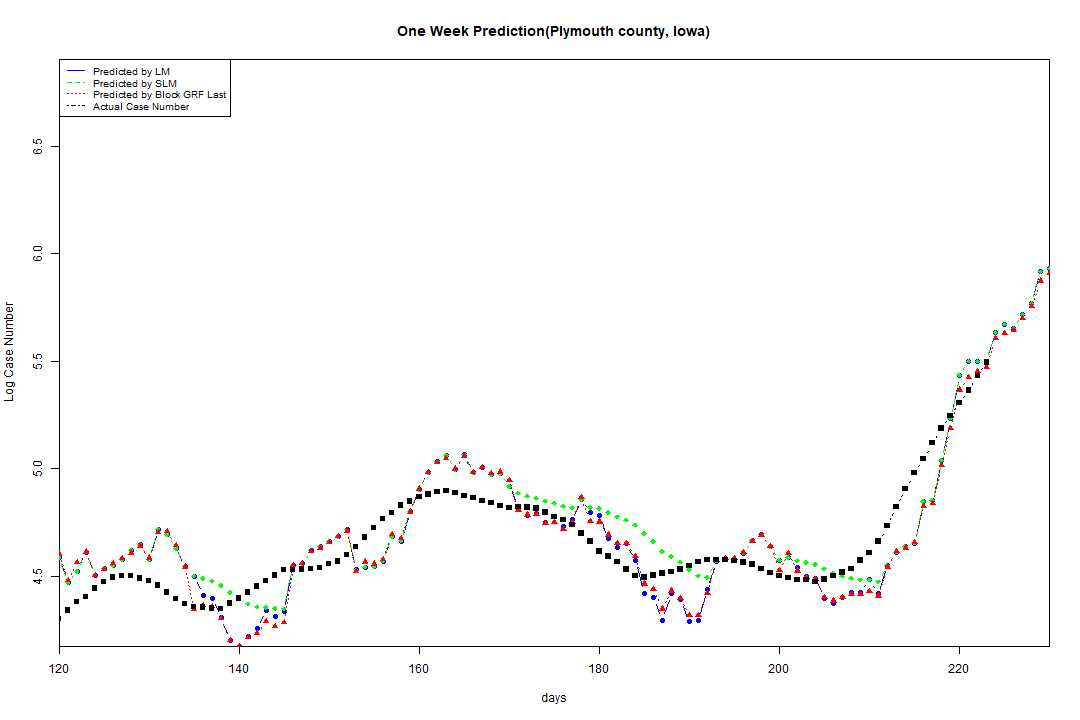 One Week Prediction(Plymouth county, Iowa)
Predicted by LM
Predicted by SLM
Predicted by Block GRF Last
Actual Case Number
6.5
6.0
5.5
5.0
4.5
Log Case Number
120 140 160 180 200 220
days